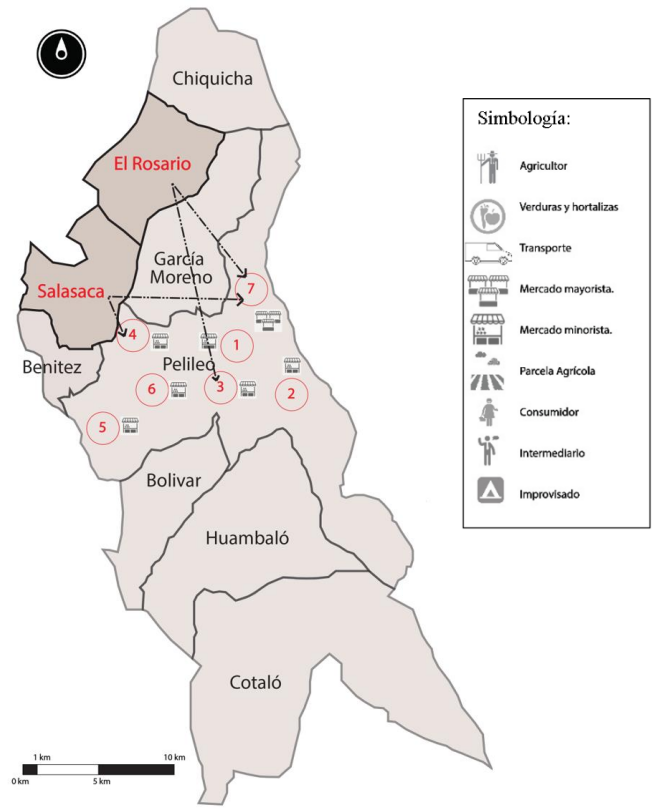 Chiquicha
El Rosario
García
Moreno
Salasaca
7
4
1
Benitez
Pelileo
6
3
2
5
Bolivar
Huambaló
Cotaló
1 km
10 km
0 km
5 km
Simbología:
Agricultor
Verduras y hortalizas
Transporte
Mercado mayorista.
Mercado minorista.
Parcela Agrícola
Consumidor
Intermediario
Improvisado